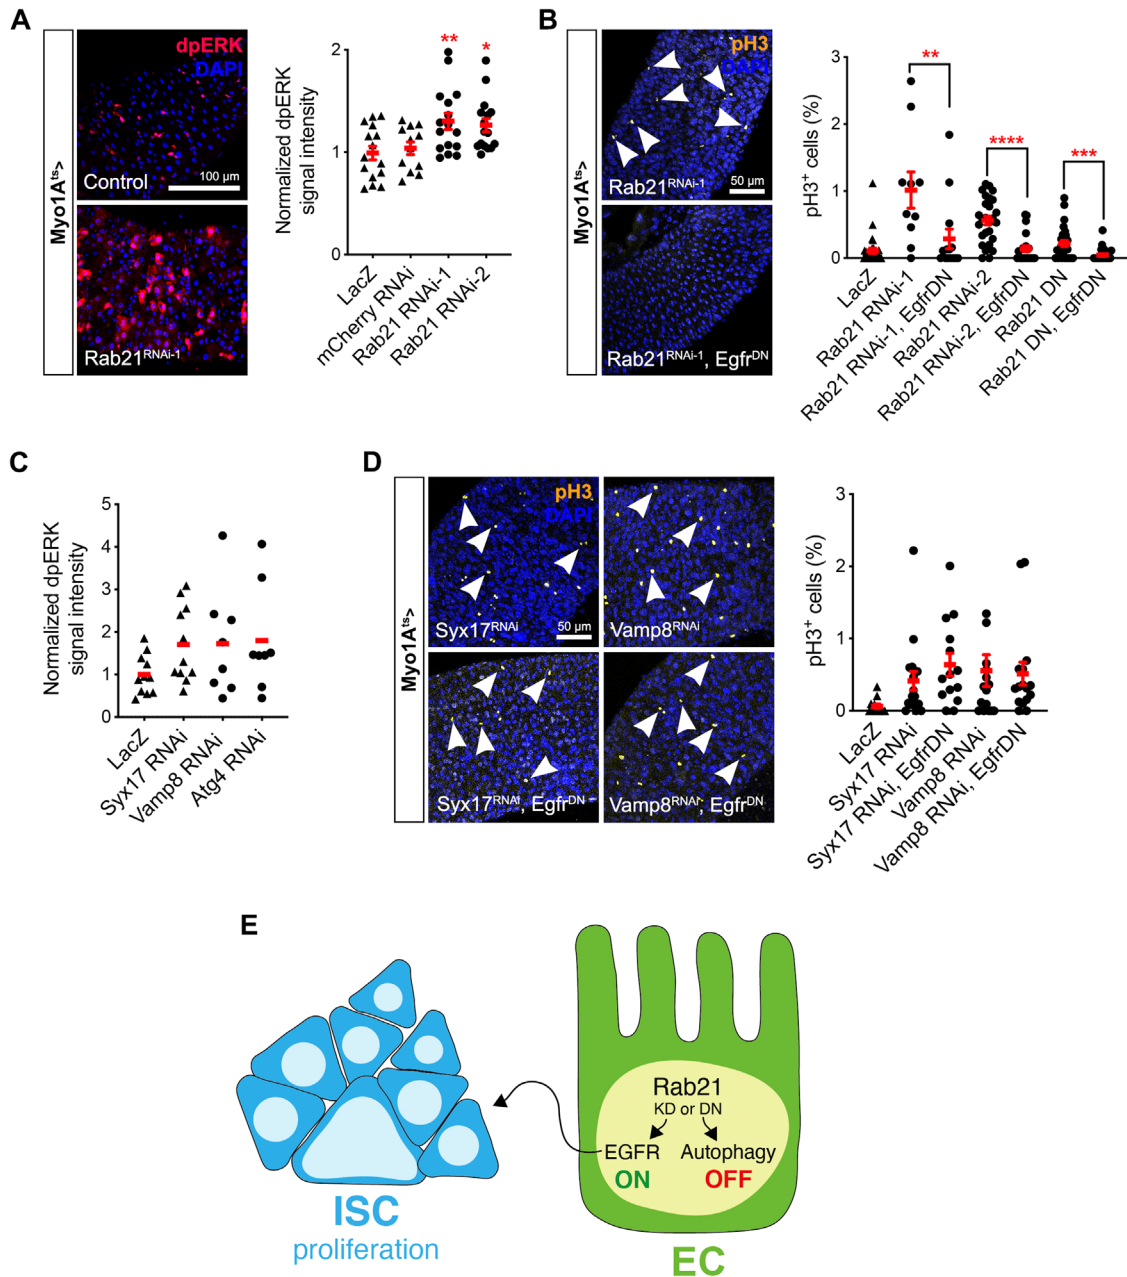 A
Myo1Ats>
dpERK
DAPI
Control
100 µm
Rab21RNAi-1
Normalized dpERK
signal intensity
2
1
0
**
*
LacZ
mCherry RNAi
Rab21 RNAi-1
Rab21 RNAi-2
B
Myo1Ats>
pH3
DAPI
Rab21RNAi-1
50 µm
Rab21RNAi-1, EgfrDN
pH3+ cells (%)
3
2
1
0
**
****
***
LacZ
Rab21 RNAi-1
Rab21 RNAi-1, EgfrDN
Rab21 RNAi-2
Rab21 RNAi-2, EgfrDN
Rab21 DN
Rab21 DN, EgfrDN
C
Normalized dpERK
signal intensity
5
4
3
2
1
0
LacZ
Syx17 RNAi
Vamp8 RNAi
Atg4 RNAi
D
Myo1Ats>
pH3
DAPI
Syx17RNAi
50 µm
Vamp8RNAi
Syx17RNAi, EgfrDN
Vamp8RNAi, EgfrDN
pH3+ cells (%)
3
2
1
0
LacZ
Syx17 RNAi
Syx17 RNAi, EgfrDN
Vamp8 RNAi
Vamp8 RNAi, EgfrDN
E
Rab21
KD or DN
EGFR Autophagy
ON OFF
ISC
proliferation
EC